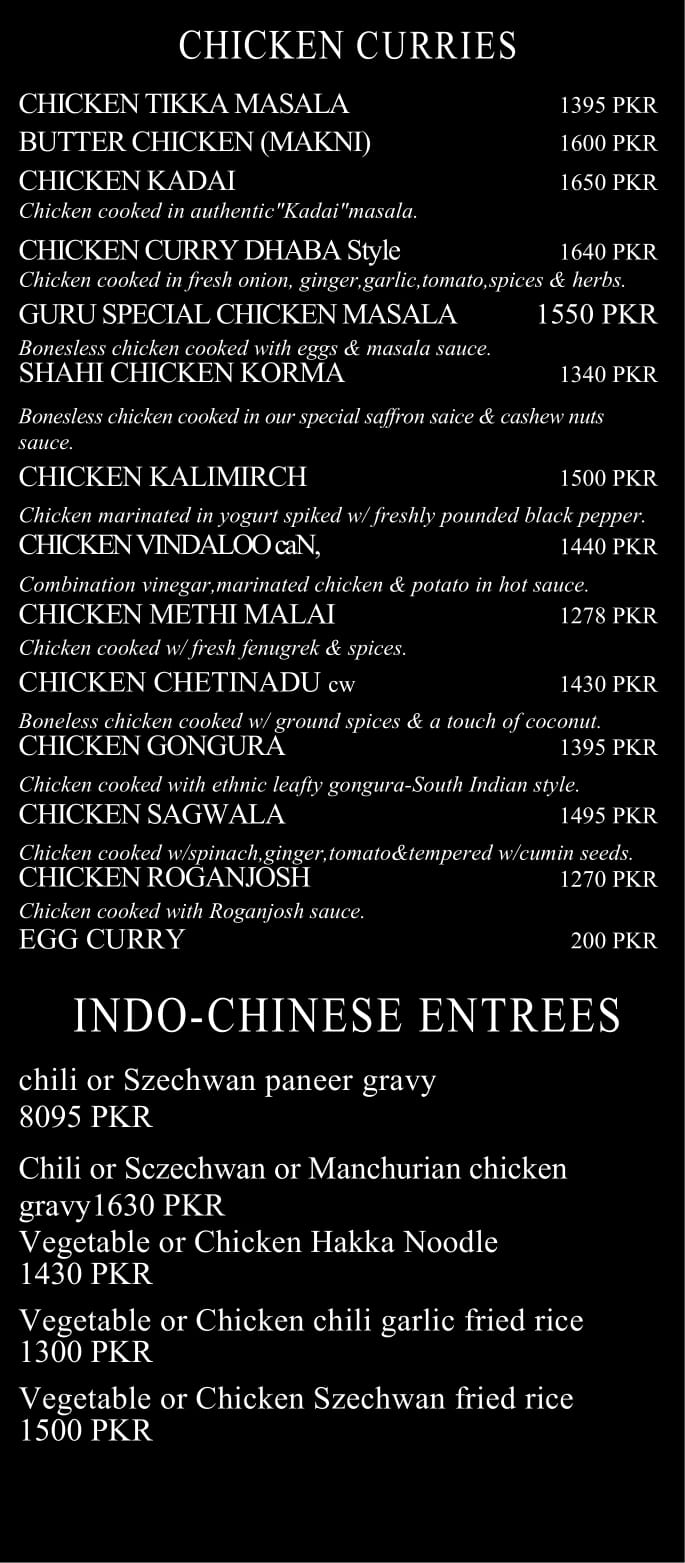 CHICKEN CURRIES
CHICKEN TIKKA MASALA 1395 PKR
BUTTER CHICKEN (MAKNI) 1600 PKR
CHICKEN KADAI 1650 PKR
Chicken cooked in authentic"Kadai"masala.
CHICKEN CURRY DHABA Style 1640 PKR
Chicken cooked in fresh onion, ginger,garlic,tomato,spices & herbs.
GURU SPECIAL CHICKEN MASALA 1550 PKR
Bonesless chicken cooked with eggs & masala sauce.
SHAHI CHICKEN KORMA 1340 PKR
Bonesless chicken cooked in our special saffron saice & cashew nuts
sauce.
CHICKEN KALIMIRCH 1500 PKR
Chicken marinated in yogurt spiked w/ freshly pounded black pepper.
CHICKEN VINDALOO caN, 1440 PKR
Combination vinegar,marinated chicken & potato in hot sauce.
CHICKEN METHI MALAI 1278 PKR
Chicken cooked w/ fresh fenugrek & spices.
CHICKEN CHETINADU cw 1430 PKR
Boneless chicken cooked w/ ground spices & a touch of coconut.
CHICKEN GONGURA 1395 PKR
Chicken cooked with ethnic leafty gongura-South Indian style.
CHICKEN SAGWALA 1495 PKR
Chicken cooked w/spinach,ginger,tomato&tempered w/cumin seeds.
CHICKEN ROGANJOSH 1270 PKR
Chicken cooked with Roganjosh sauce.
EGG CURRY 200 PKR
INDO-CHINESE ENTREES
chili or Szechwan paneer gravy
8095 PKR
Chili or Sczechwan or Manchurian chicken
gravy1630 PKR
Vegetable or Chicken Hakka Noodle
1430 PKR
Vegetable or Chicken chili garlic fried rice
1300 PKR
Vegetable or Chicken Szechwan fried rice
1500 PKR